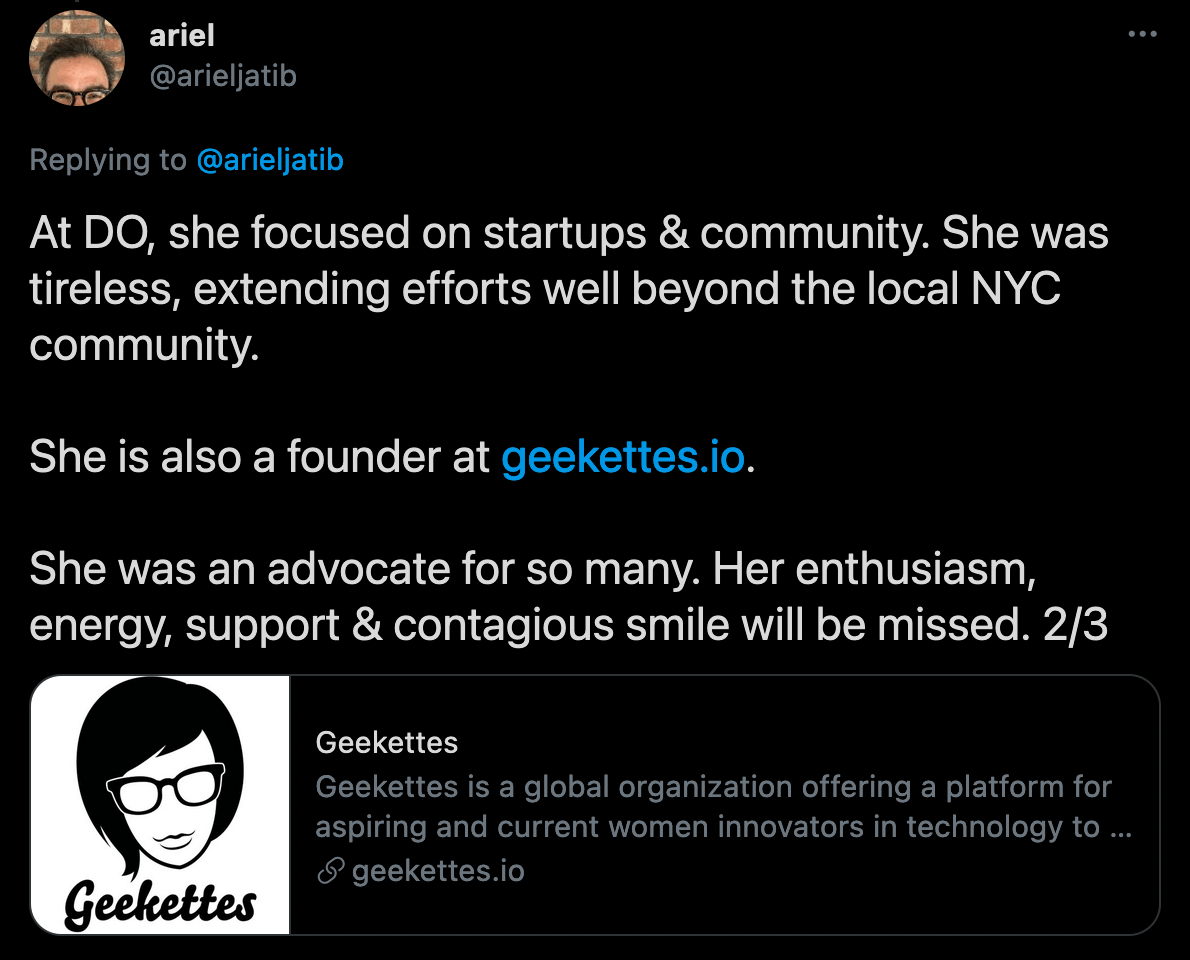 ariel
@arieljatib
Replying to @arieljatib
At DO, she focused on startups & community. She was
tireless, extending efforts well beyond the local NYC
community.
She is also a founder at geekettes.io.
She was an advocate for so many. Her enthusiasm,
energy, support & contagious smile will be missed. 2/3
Geekettes
Geekettes
Geekettes is a global organization offering a platform for
aspiring and current women innovators in technology to ...
geekettes.io